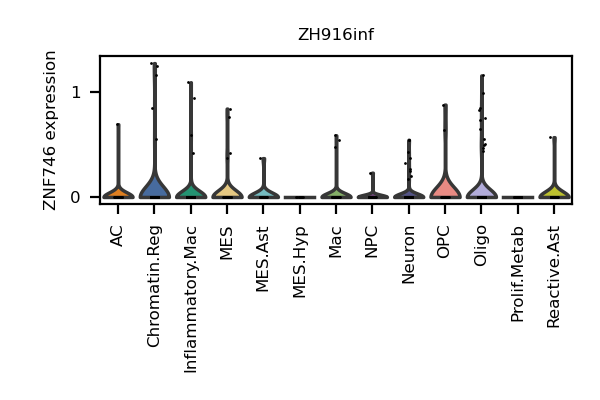 ZH916inf
ZNF746 expression
1
0
AC
Chromatin.Reg
Inflammatory.Mac
MES
MES.Ast
MES.Hyp
Mac
NPC
Neuron
OPC
Oligo
Prolif.Metab
Reactive.Ast